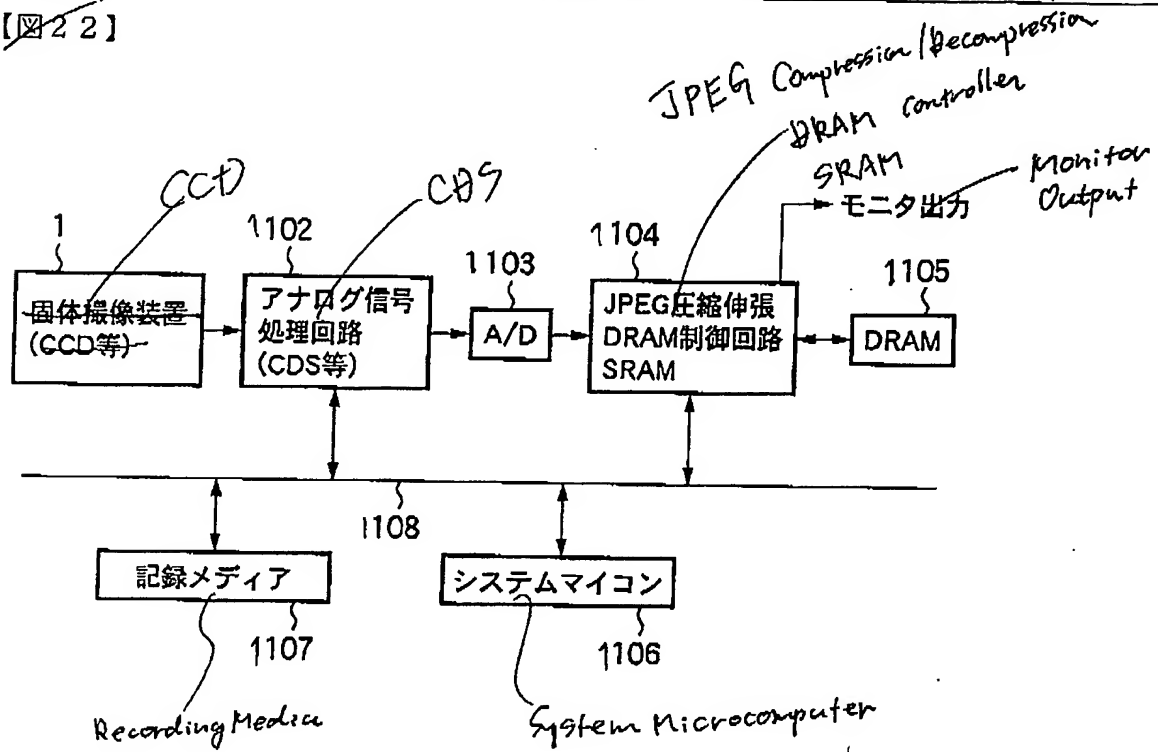 【図22】
JPEG Compression/Decompression
DRAM controller
SRAM
Monitor
Output
モニタ出力
CCD
CDS
1
1102
1103
1104
1105
固体撮像装置
(CCD等)
アナログ信号
処理回路
(CDS等)
A/D
JPEG圧縮伸張
DRAM制御回路
SRAM
DRAM
1108
記録メディア
システムマイコン
1107
1106
Recording Media
System Microcomputer